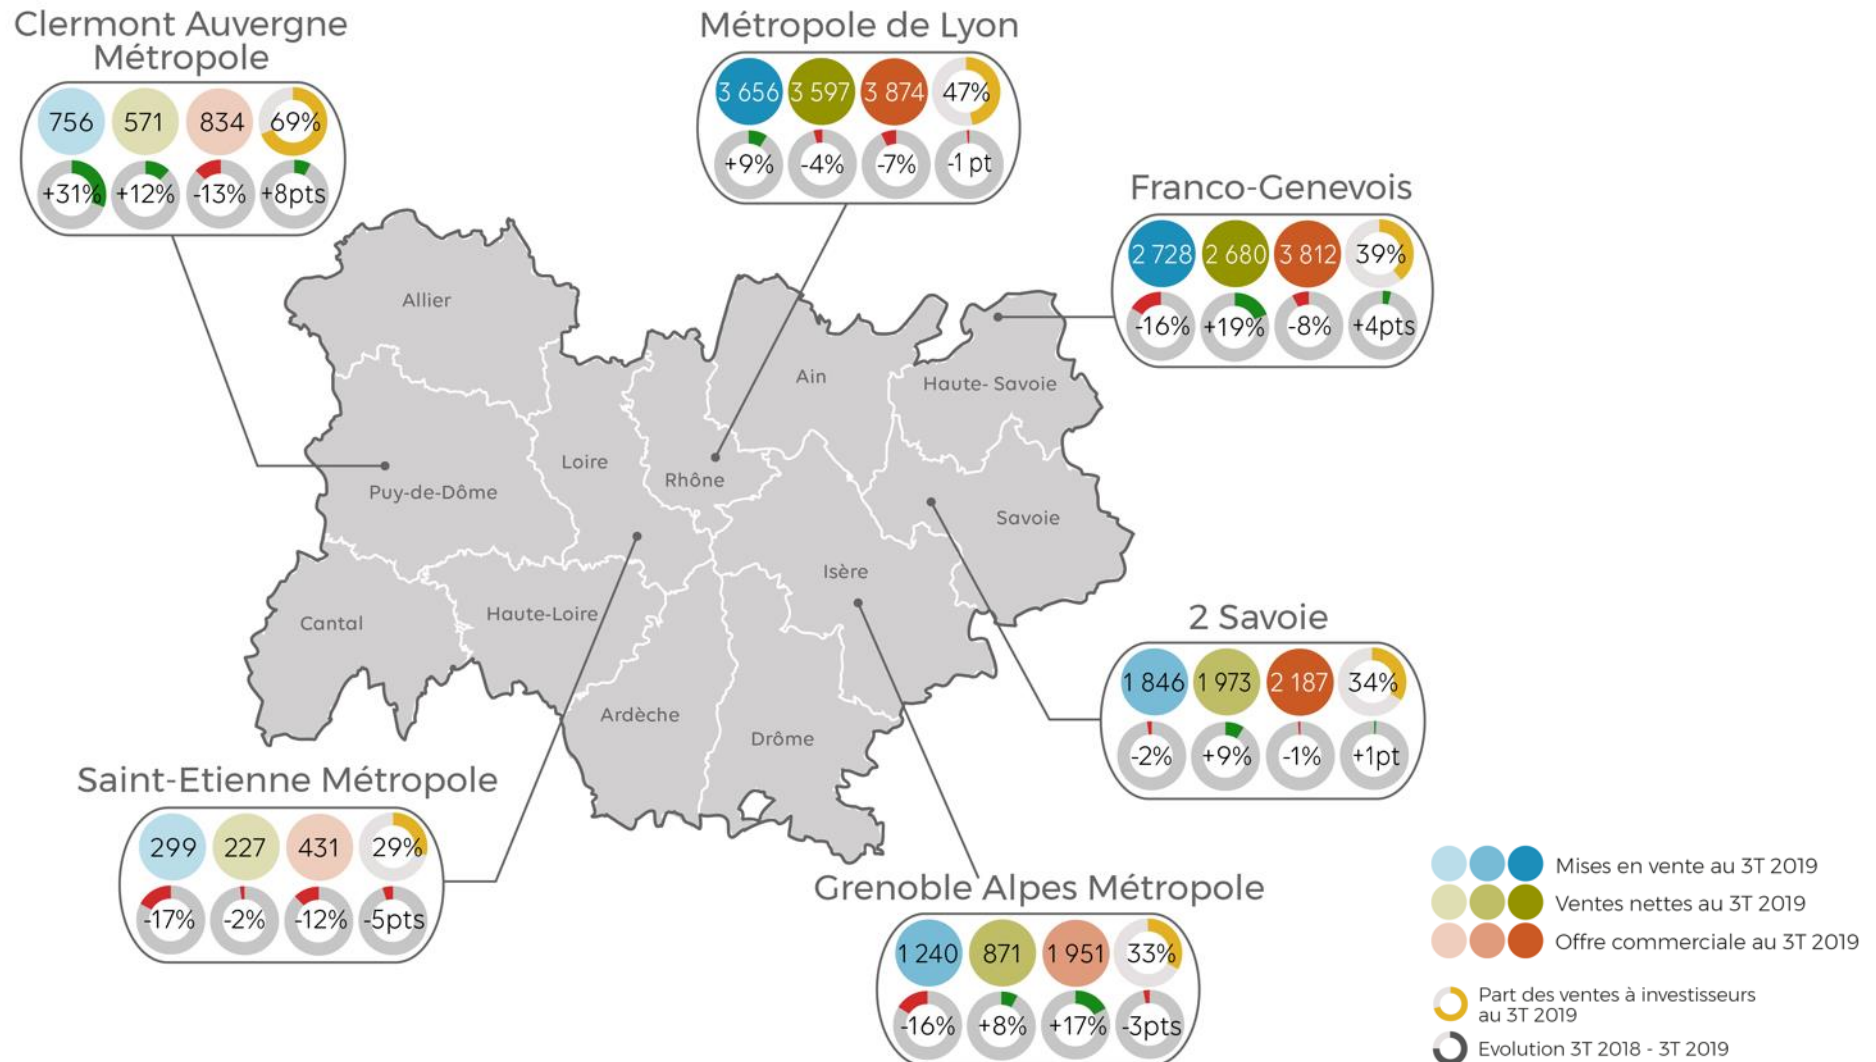 Clermont Auvergne
Métropole
756 571 834 69%
+31% +12% -13% +8pts
Métropole de Lyon
3 656 3 597 3 874 47%
+9% -4% -7% -1 pt
Franco-Genevois
2 728 2 680 3 812 39%
-16% +19% -8% +4pts
Allier
Ain
Haute- Savoie
Loire
Rhône
Puy-de-Dôme
Savoie
Isère
Haute-Loire
Cantal
Ardèche
Drôme
2 Savoie
1 846 1 973 2 187 34%
-2% +9% -1% +1pt
Saint-Etienne Métropole
299 227 431 29%
-17% -2% -12% -5pts
Grenoble Alpes Métropole
1 240 871 1 951 33%
-16% +8% +17% -3pts
Mises en vente au 3T 2019
Ventes nettes au 3T 2019
Offre commerciale au 3T 2019
Part des ventes à investisseurs
au 3T 2019
Evolution 3T 2018 - 3T 2019